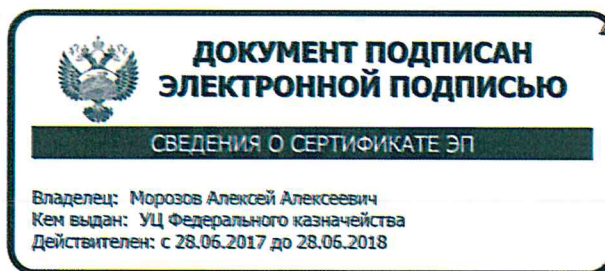 ДОКУМЕНТ ПОДПИСАН
ЭЛЕКТРОННОЙ ПОДПИСЬЮ
СВЕДЕНИЯ О СЕРТИФИКАТЕ ЭП
Владелец: Морозов Алексей Алексеевич
Кем выдан: УЦ Федерального казначейства
Действителен: с 28.06.2017 до 28.06.2018